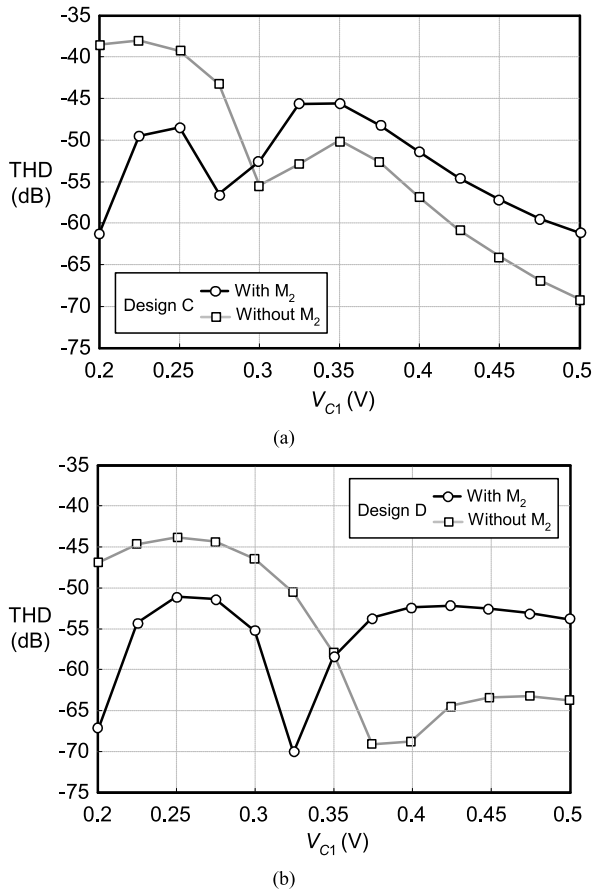 -35
-40
-45
-50
-55
-60
-65
-70
-75
THD
(dB)
Design C
With M2
Without M2
0.2 0.25 0.3 0.35 0.4 0.45 0.5
VC1 (V)
(a)
-35
-40
-45
-50
-55
-60
-65
-70
-75
THD
(dB)
Design D
With M2
Without M2
0.2 0.25 0.3 0.35 0.4 0.45 0.5
VC1 (V)
(b)